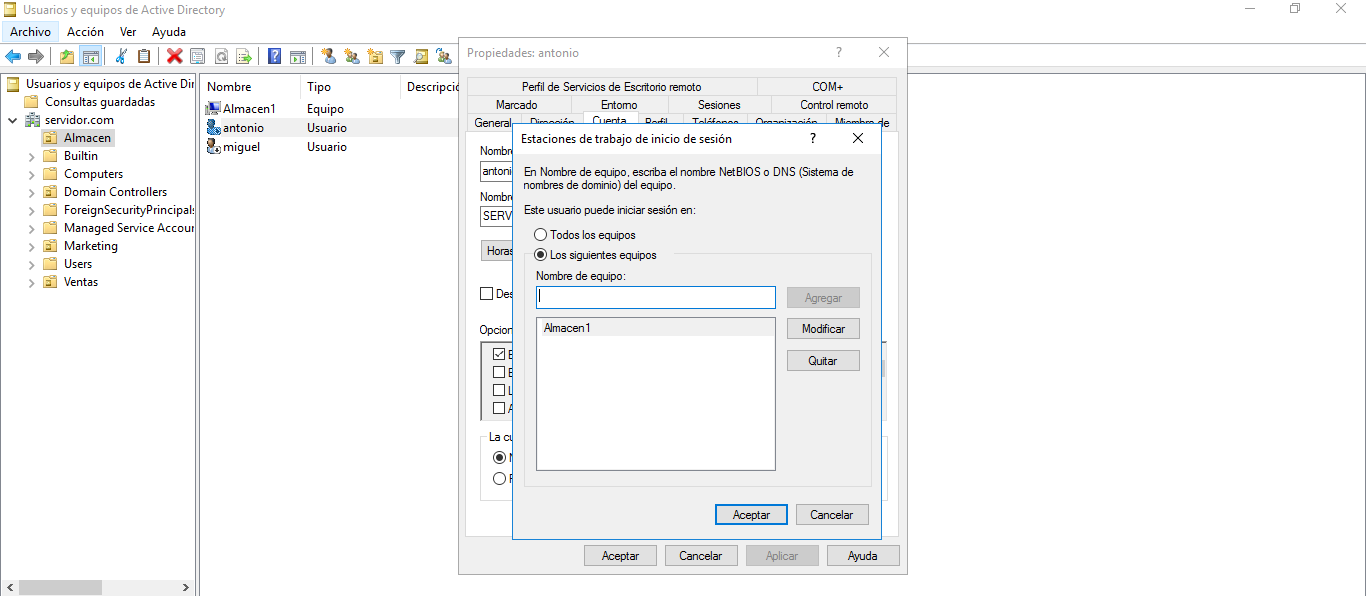 Usuarios y equipos de Active Directory
Archivo Acción Ver Ayuda
Usuarios y equipos de Active Dir
Consultas guardadas
servidor.com
Almacen
Builtin
Computers
Domain Controllers
ForeignSecurityPrincipals
Managed Service Accour
Marketing
Users
Ventas
Nombre Tipo Descripció
Almacen1 Equipo
antonio Usuario
miguel Usuario
Propiedades: antonio
Perfil de Servicios de Escritorio remoto COM+
Marcado Entorno Sesiones Control remoto
General Dirección Cuenta Perfil Teléfonos Organización Miembro de
Nombre
antoni
Nombre
SERV
Horas
Des
Opcion
La cu
Estaciones de trabajo de inicio de sesión
En Nombre de equipo, escriba el nombre NetBIOS o DNS (Sistema de
nombres de dominio) del equipo.
Este usuario puede iniciar sesión en:
Todos los equipos
Los siguientes equipos
Nombre de equipo:
Agregar
Almacen1
Modificar
Quitar
Aceptar Cancelar
Aceptar Cancelar Aplicar Ayuda